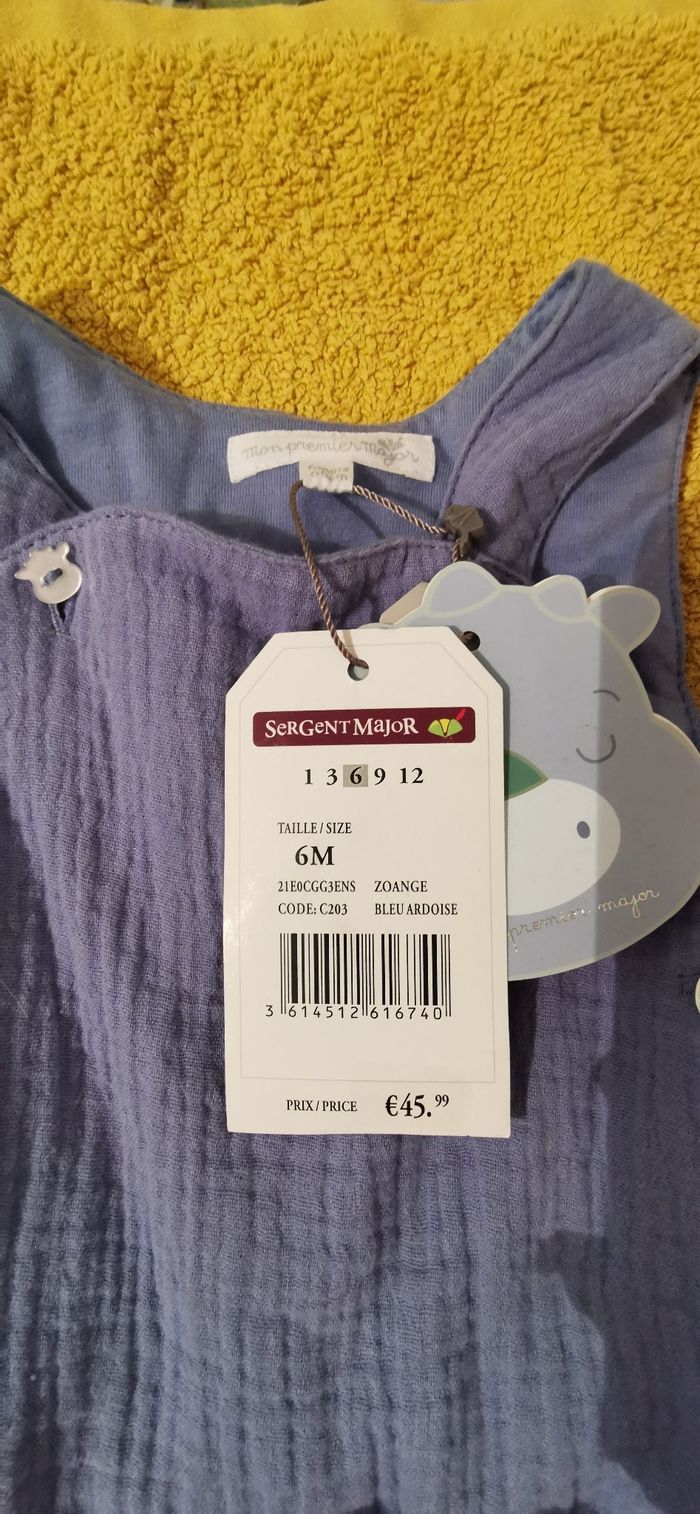 mon premier major
SeRGeNT MaJoR
1 3 6 9 12
TAILLE / SIZE
6M
21E0CGG3ENS ZOANGE
CODE: C203 BLEU ARDOISE
3 614512 616740
PRIX / PRICE €45.99
premier major